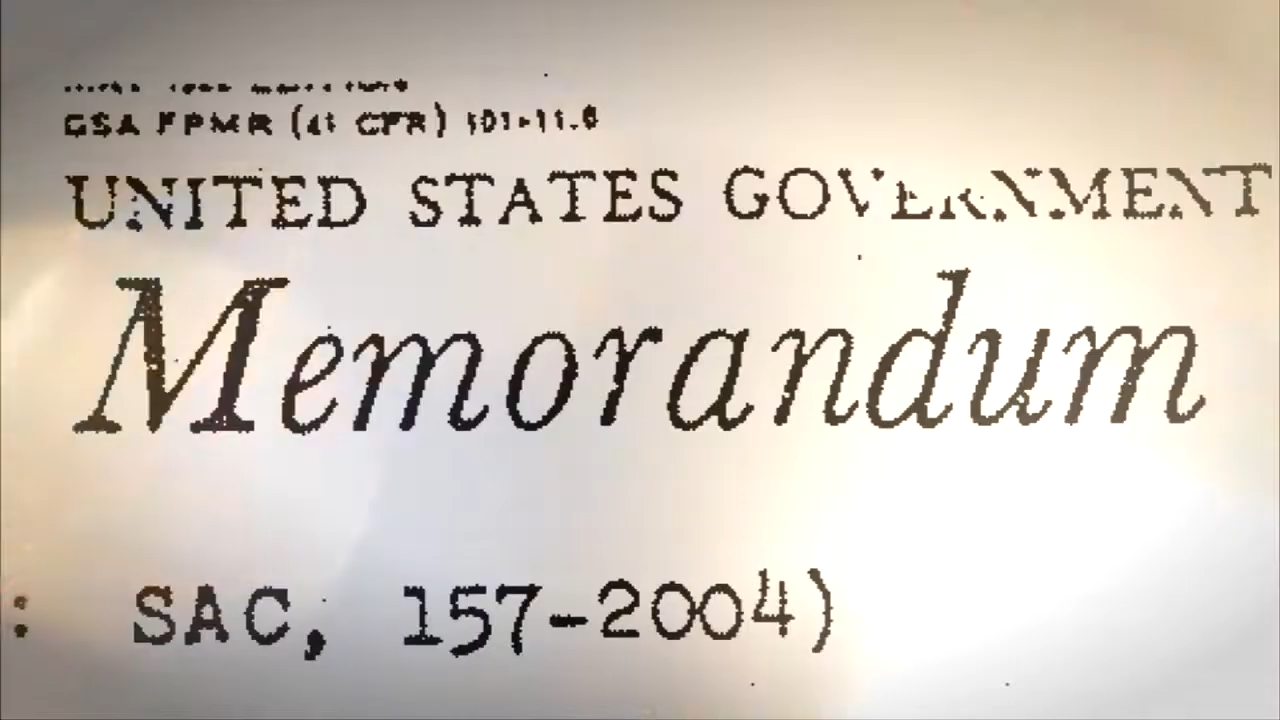 GSA FPMR (41 CFR) 101-11.6
UNITED STATES GOVERNMENT
Memorandum
: SAC, 157-2004)